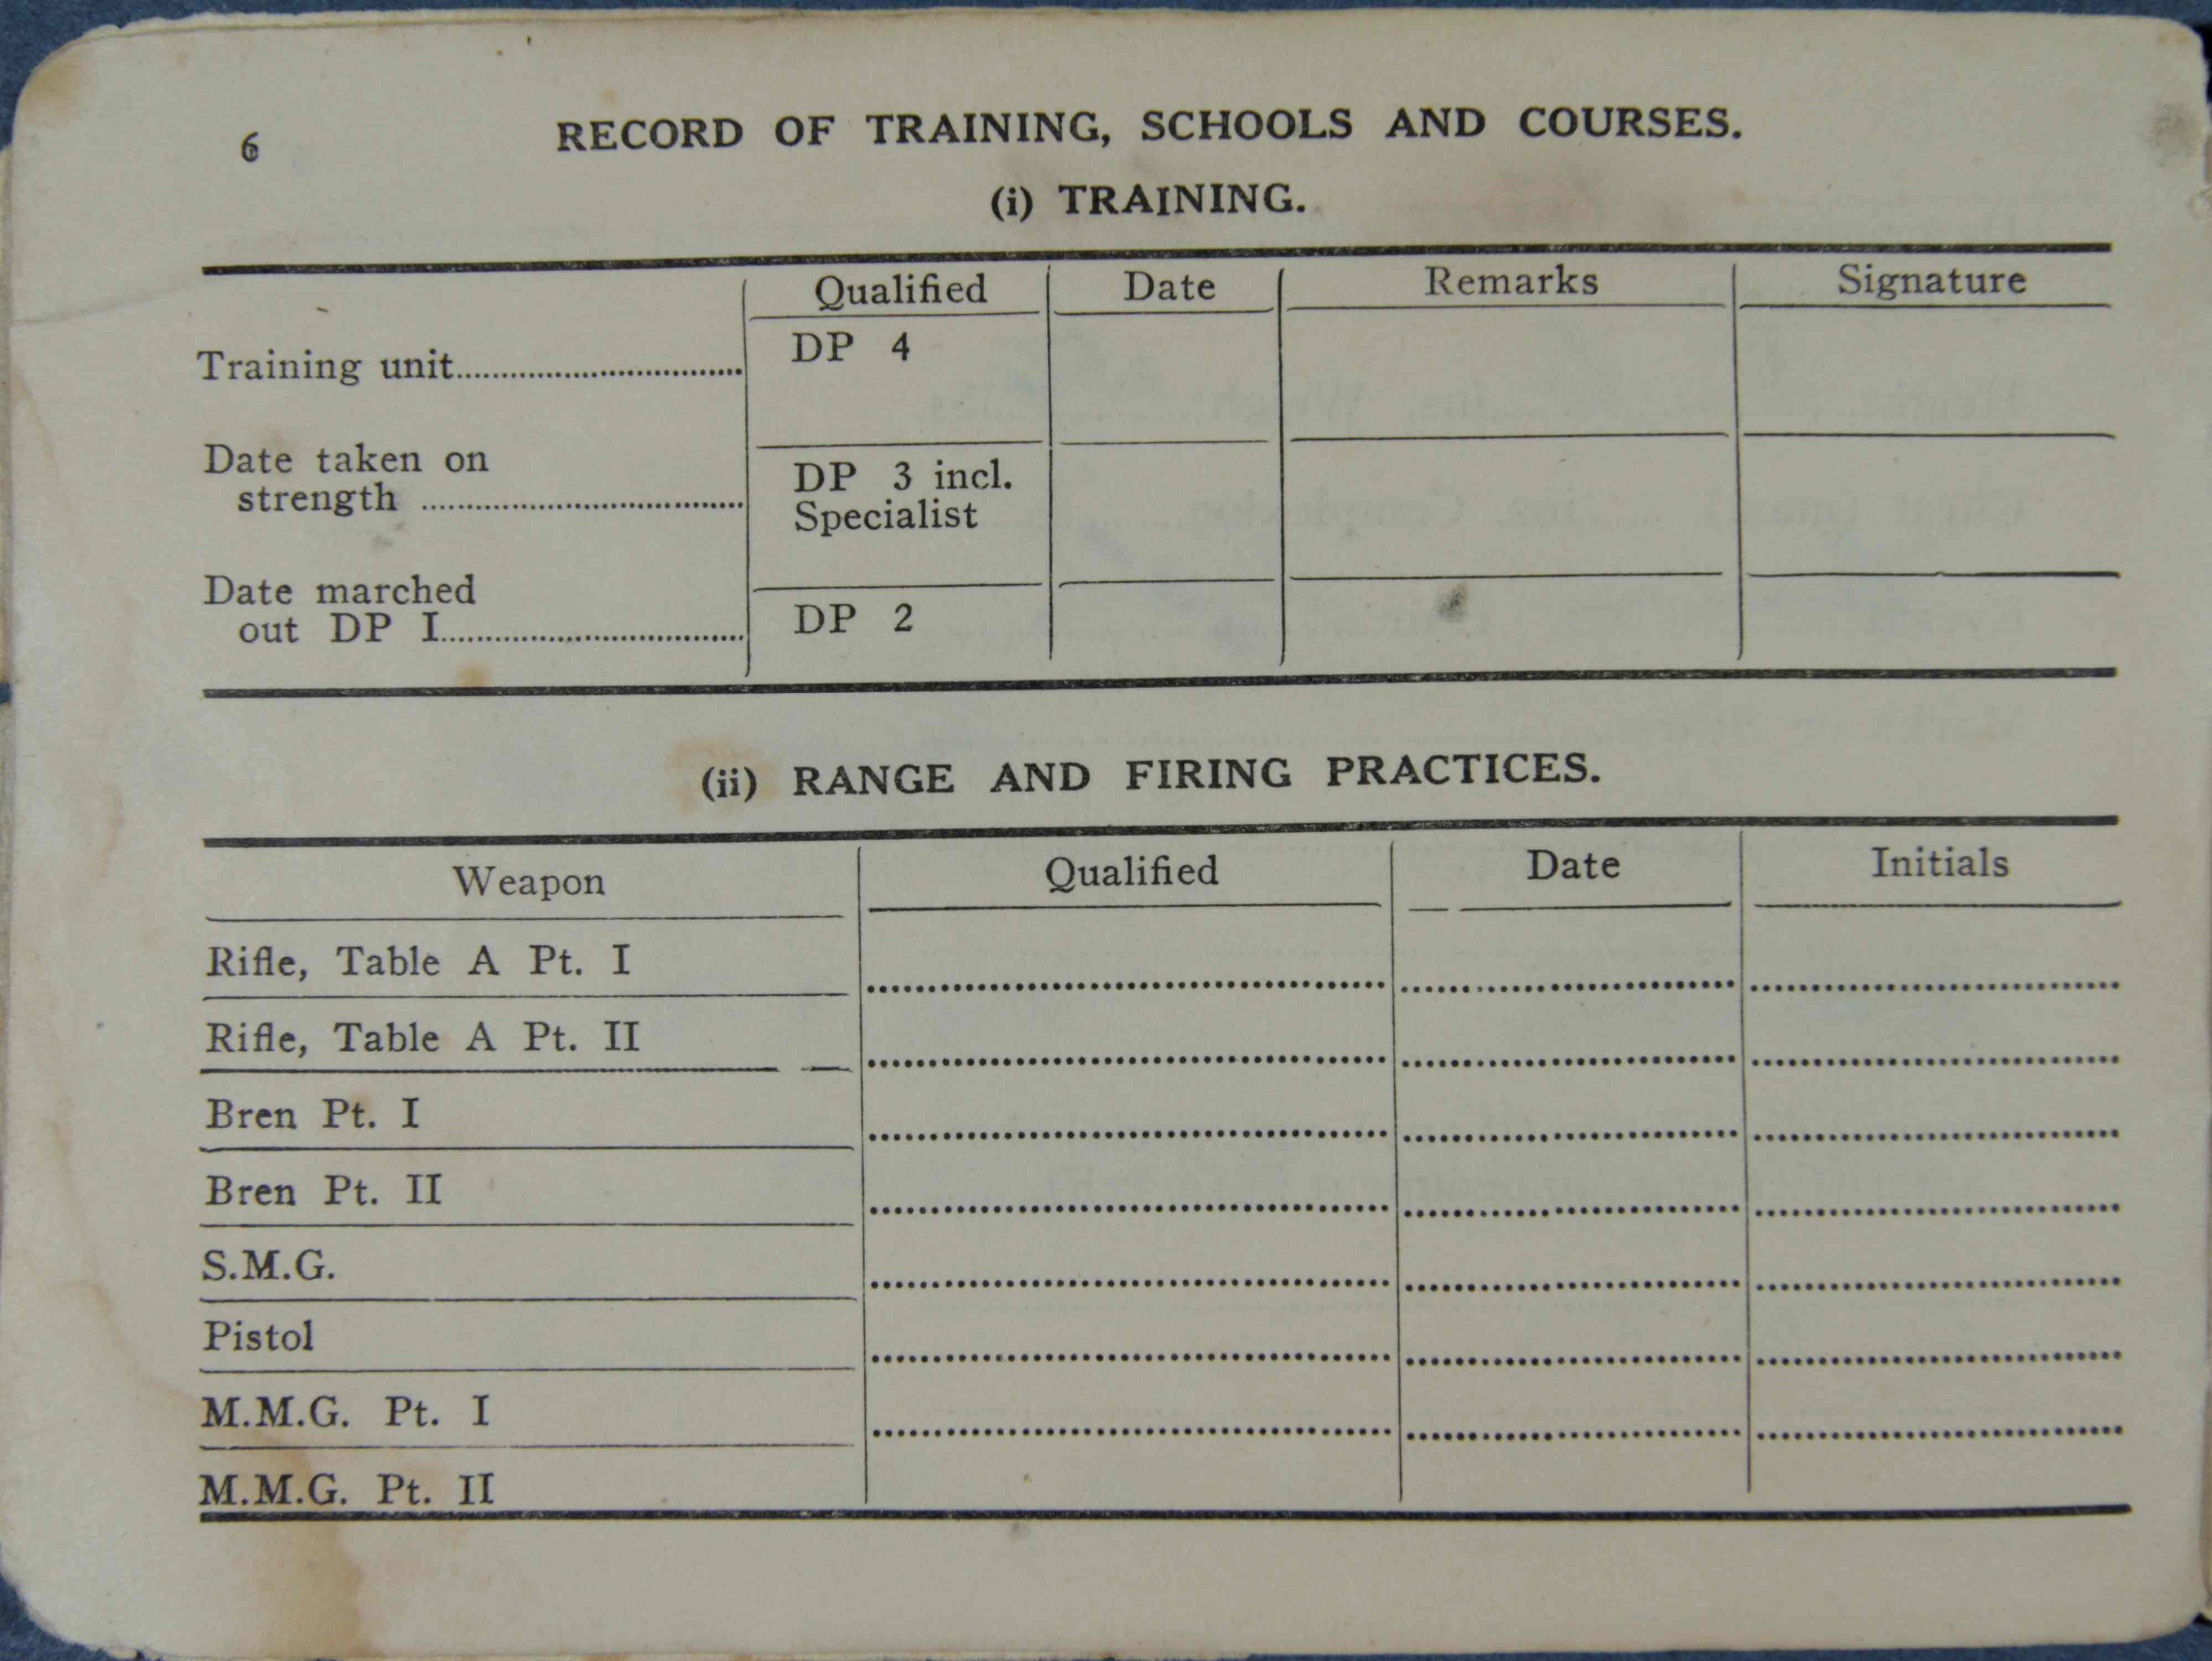 6
RECORD OF TRAINING, SCHOOLS AND COURSES.
(i) TRAINING.
Qualified Date Remarks Signature
Training unit................................ DP 4
Date taken on
strength ................................ DP 3 incl.
Specialist
Date marched
out DP I................................ DP 2
(ii) RANGE AND FIRING PRACTICES.
Weapon Qualified Date Initials
Rifle, Table A Pt. I
Rifle, Table A Pt. II
Bren Pt. I
Bren Pt. II
S.M.G.
Pistol
M.M.G. Pt. I
M.M.G. Pt. II